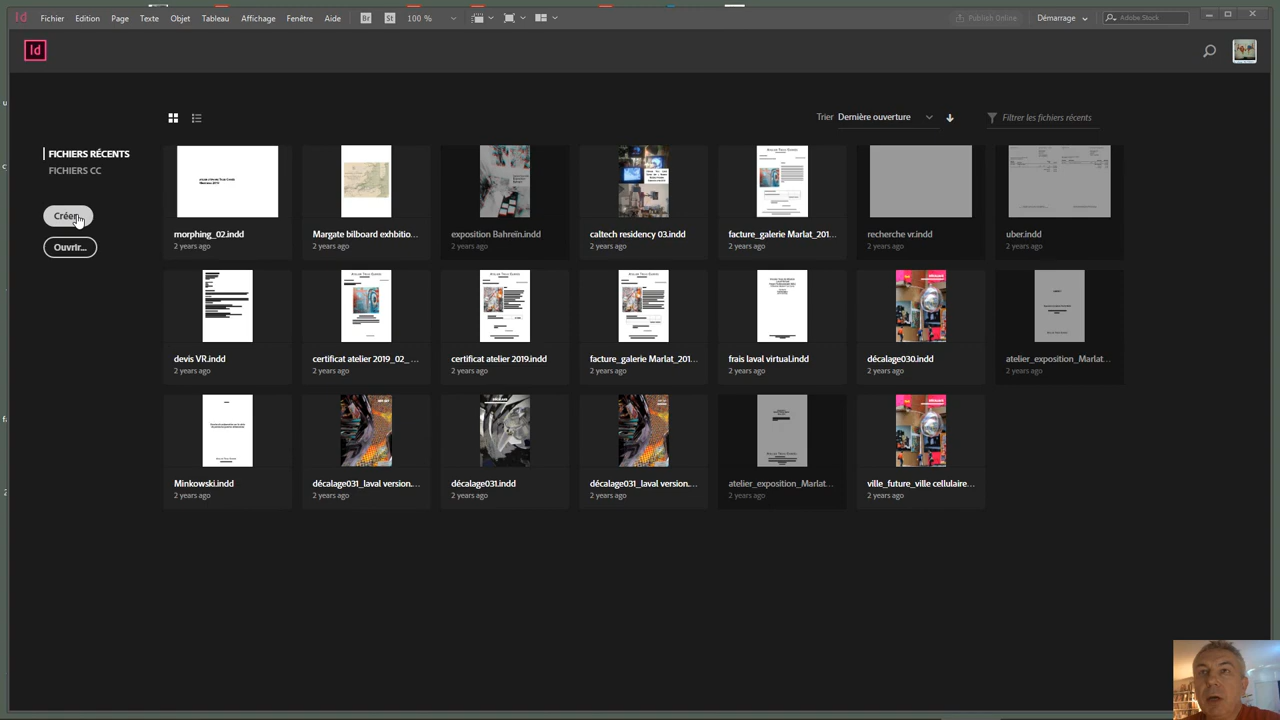 Id Fichier Edition Page Texte Objet Tableau Affichage Fenêtre Aide Br St 100 % Publish Online Démarrage Adobe Stock
Id
Trier Dernière ouverture Filtrer les fichiers récents
FICHIERS RÉCENTS
Ouvrir...
morphing_02.indd
2 years ago
Margate bilboard exhbitio...
2 years ago
exposition Bahreïn.indd
2 years ago
caltech residency 03.indd
2 years ago
facture_galerie Marlat_201...
2 years ago
recherche vr.indd
2 years ago
uber.indd
2 years ago
devis VR.indd
2 years ago
certificat atelier 2019_02_ ...
2 years ago
certificat atelier 2019.indd
2 years ago
facture_galerie Marlat_201...
2 years ago
frais laval virtual.indd
2 years ago
décalage030.indd
2 years ago
atelier_exposition_Marlat...
2 years ago
Minkowski.indd
2 years ago
décalage031_laval version....
2 years ago
décalage031.indd
2 years ago
décalage031_laval version....
2 years ago
atelier_exposition_Marlat...
2 years ago
ville_future_ville cellulaire...
2 years ago